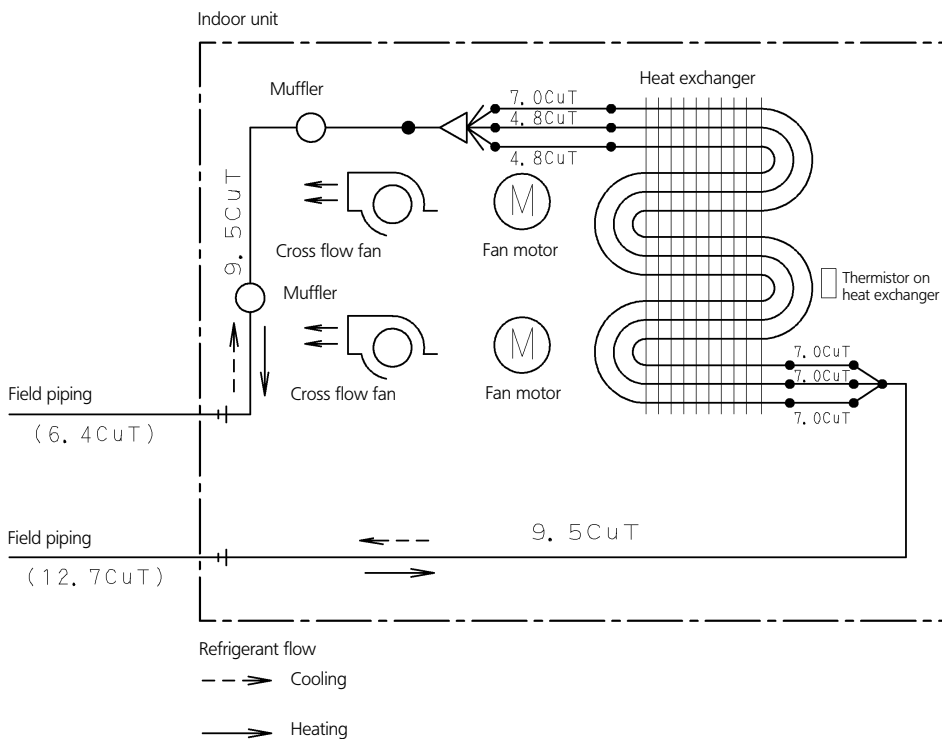 Indoor unit
Heat exchanger
Muffler
7.0CuT
4.8CuT
4.8CuT
9.5CuT
M
Cross flow fan
Fan motor
Muffler
Thermistor on
heat exchanger
M
7.0CuT
7.0CuT
7.0CuT
Field piping
Cross flow fan
Fan motor
(6.4CuT)
Field piping
9.5CuT
(12.7CuT)
Refrigerant flow
Cooling
Heating